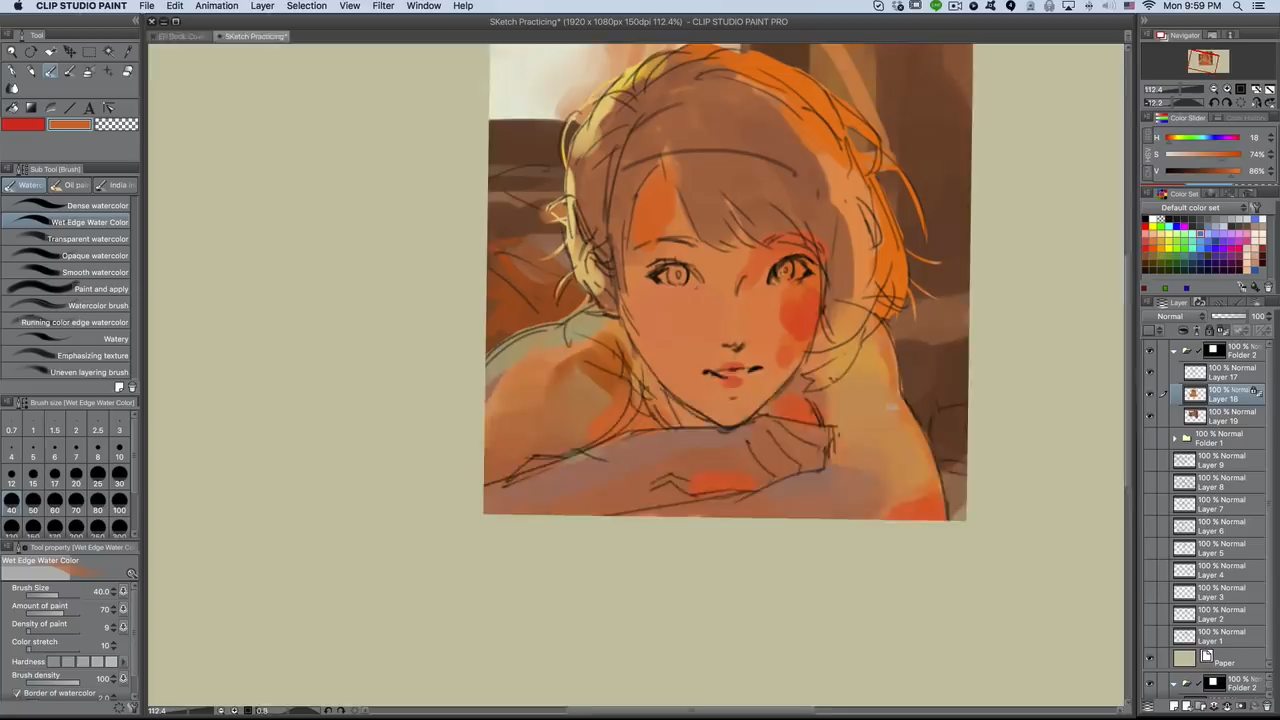 CLIP STUDIO PAINT File Edit Animation Layer Selection View Filter Window Help
Mon 9:59 PM
SKetch Practicing* (1920 x 1080px 150dpi 112.4%) - CLIP STUDIO PAINT PRO
SKetch Practicing*
Tool
Sub Tool [Brush]
Waterc Oil pai India in
Dense watercolor
Wet Edge Water Color
Transparent watercolor
Opaque watercolor
Smooth watercolor
Paint and apply
Watercolor brush
Running color edge watercolor
Watery
Emphasizing texture
Uneven layering brush
Brush size [Wet Edge Water Color]
0.7 1 1.5 2 2.5 3
4 5 6 7 8 10
12 15 17 20 25 30
40 50 60 70 80 100
Tool property [Wet Edge Water Co
Wet Edge Water Color
Brush Size 40.0
Amount of paint 70
Density of paint 9
Color stretch 10
Hardness
Brush density 100
Border of watercolor 2.0
112.4
Navigator
112.4
-12.2
Color Slider
H 18
S 74%
V 86%
Color Set
Default color set
Layer
Normal 100
100 % No
Folder 2
100 % Normal
Layer 17
100 % Normal
Layer 18
100 % Normal
Layer 19
100 % Normal
Folder 1
100 % Normal
Layer 9
100 % Normal
Layer 8
100 % Normal
Layer 7
100 % Normal
Layer 6
100 % Normal
Layer 5
100 % Normal
Layer 4
100 % Normal
Layer 3
100 % Normal
Layer 2
100 % Normal
Layer 1
Paper
100 % No
Folder 2